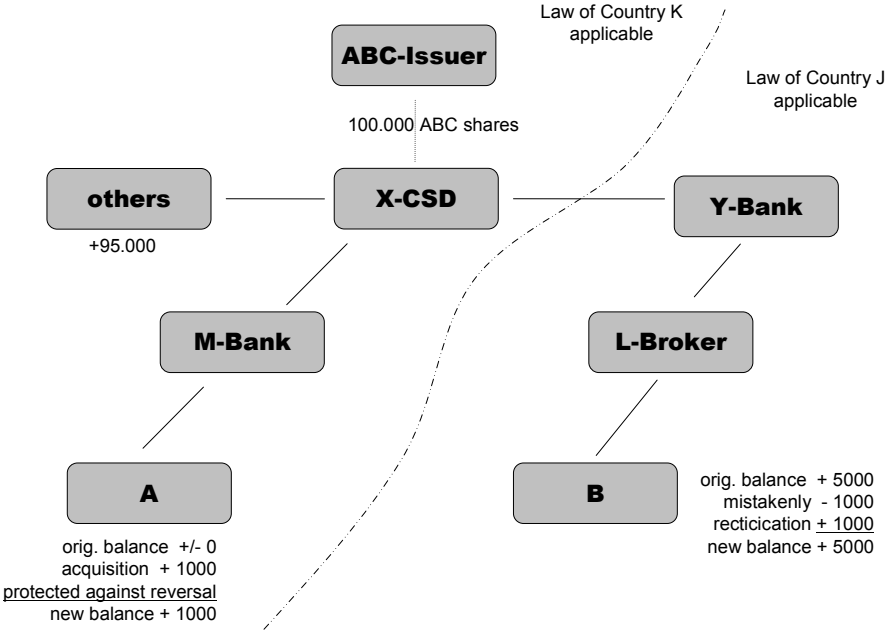 Law of Country K
applicable
ABC-Issuer
Law of Country J
applicable
100.000 ABC shares
others
X-CSD
Y-Bank
+95.000
M-Bank
L-Broker
A
B
orig. balance + 5000
mistakenly - 1000
recticication + 1000
new balance + 5000
orig. balance +/- 0
acquisition + 1000
protected against reversal
new balance + 1000